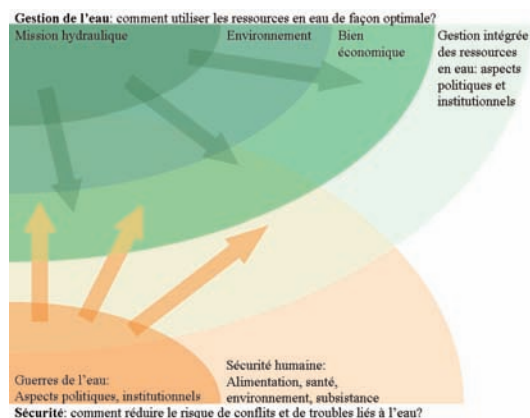 Gestion de l’eau: comment utiliser les ressources en eau de façon optimale?
Mission hydraulique
Environnement
Bien
économique
Gestion intégrée
des ressources
en eau: aspects
politiques et
institutionnels
Guerres de l’eau:
Aspects politiques, institutionnels
Sécurité humaine:
Alimentation, santé,
environnement, subsistance
Sécurité: comment réduire le risque de conflits et de troubles liés à l’eau?